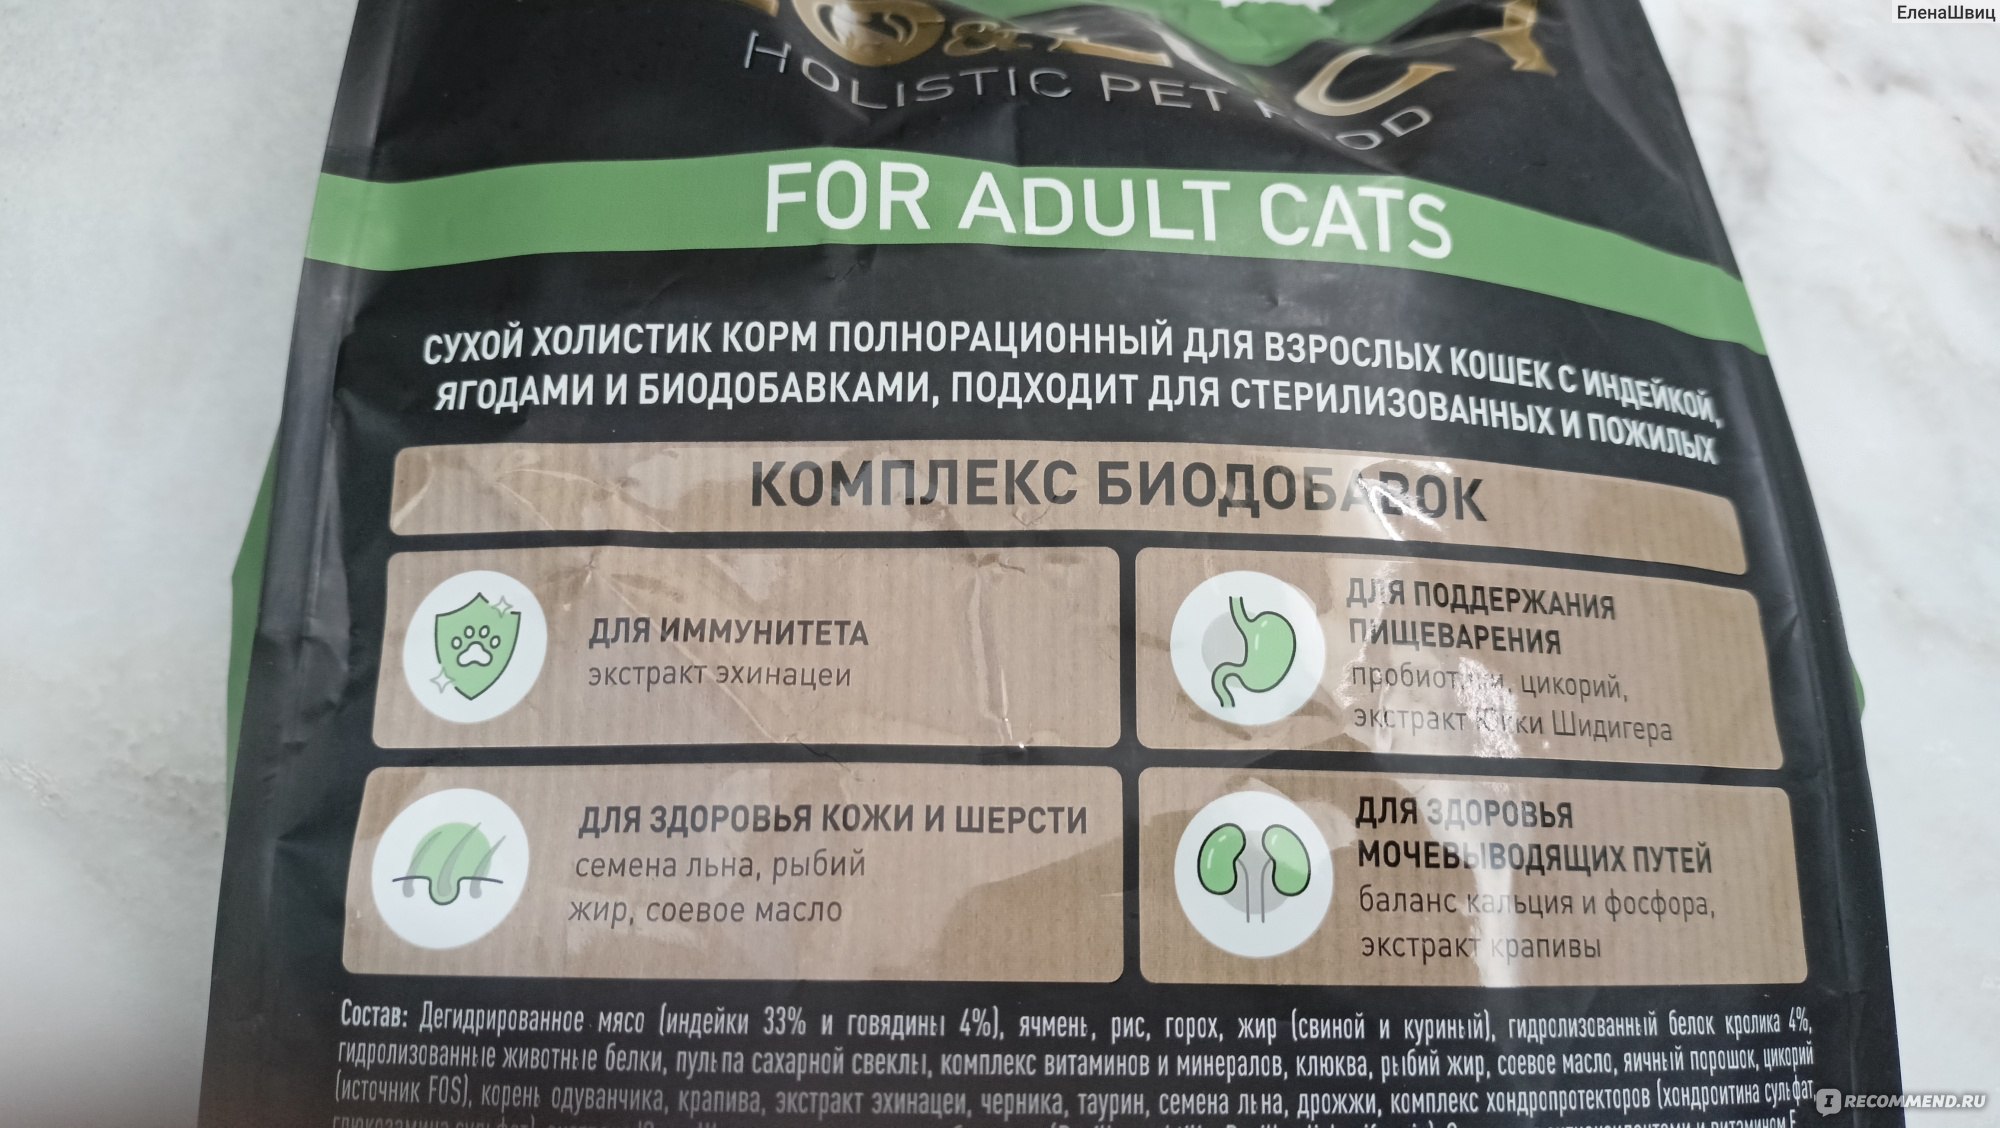 ЕленаШвиц
HOLISTIC PET FOOD
FOR ADULT CATS
СУХОЙ ХОЛИСТИК КОРМ ПОЛНОРАЦИОННЫЙ ДЛЯ ВЗРОСЛЫХ КОШЕК С ИНДЕЙКОЙ,
ЯГОДАМИ И БИОДОБАВКАМИ, ПОДХОДИТ ДЛЯ СТЕРИЛИЗОВАННЫХ И ПОЖИЛЫХ
КОМПЛЕКС БИОДОБАВОК
ДЛЯ ИММУНИТЕТА
экстракт эхинацеи
ДЛЯ ПОДДЕРЖАНИЯ
ПИЩЕВАРЕНИЯ
пробиотики, цикорий,
экстракт Юкки Шидигера
ДЛЯ ЗДОРОВЬЯ КОЖИ И ШЕРСТИ
семена льна, рыбий
жир, соевое масло
ДЛЯ ЗДОРОВЬЯ
МОЧЕВЫВОДЯЩИХ ПУТЕЙ
баланс кальция и фосфора,
экстракт крапивы
Состав: Дегидрированное мясо (индейки 33% и говядины 4%), ячмень, рис, горох, жир (свиной и куриный), гидролизованный белок кролика 4%,
гидролизованные животные белки, пульпа сахарной свеклы, комплекс витаминов и минералов, клюква, рыбий жир, соевое масло, яичный порошок, цикорий
(источник FOS), корень одуванчика, крапива, экстракт эхинацеи, черника, таурин, семена льна, дрожжи, комплекс хондропротекторов (хондроитина сульфат,
IRECOMMEND.RU